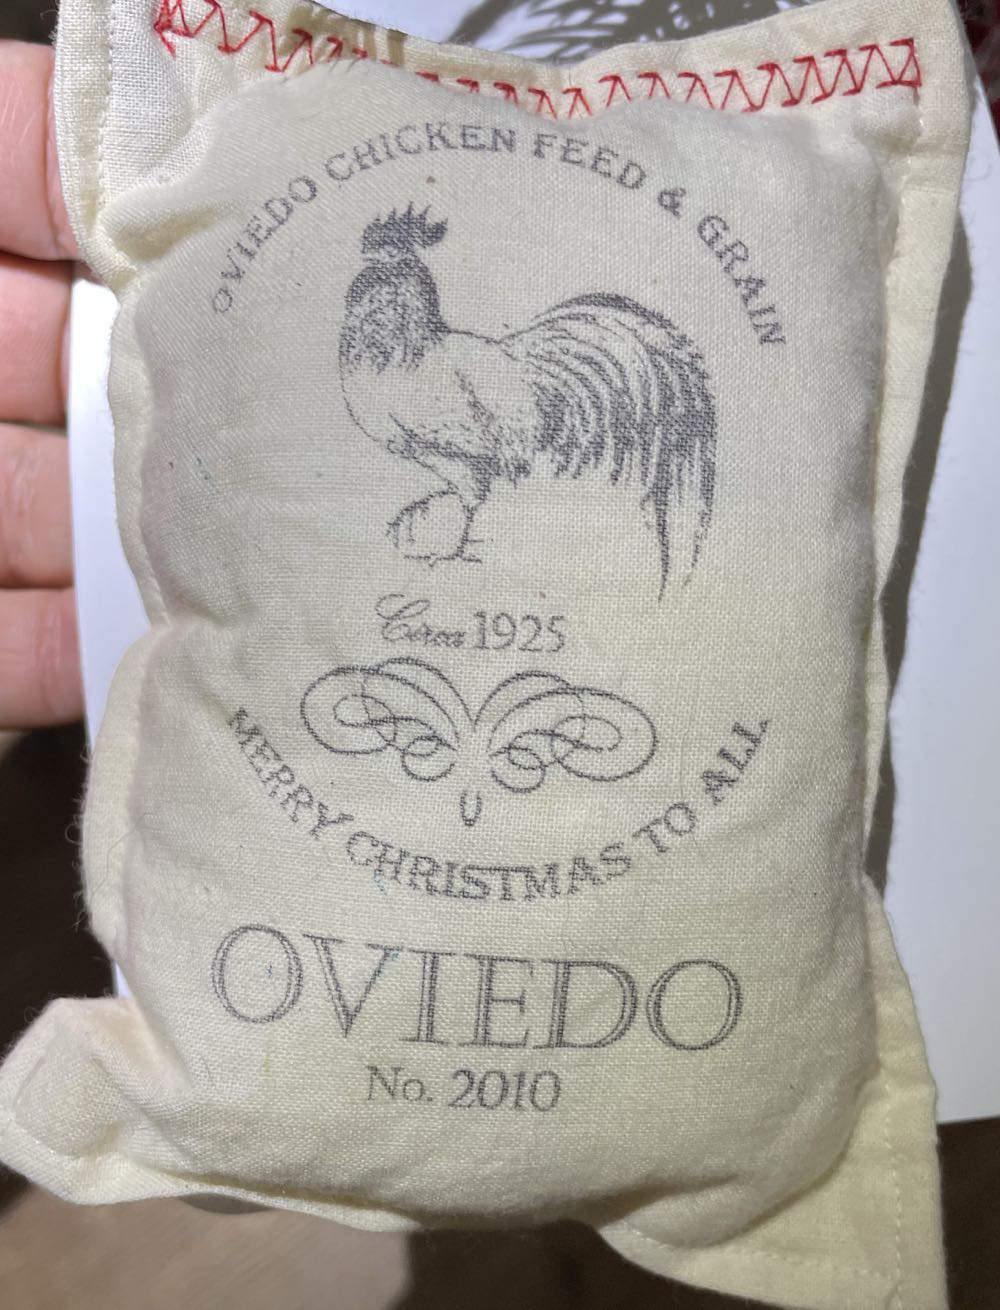 OVIEDO CHICKEN FEED & GRAIN
Circa 1925
MERRY CHRISTMAS TO ALL
OVIEDO
No. 2010